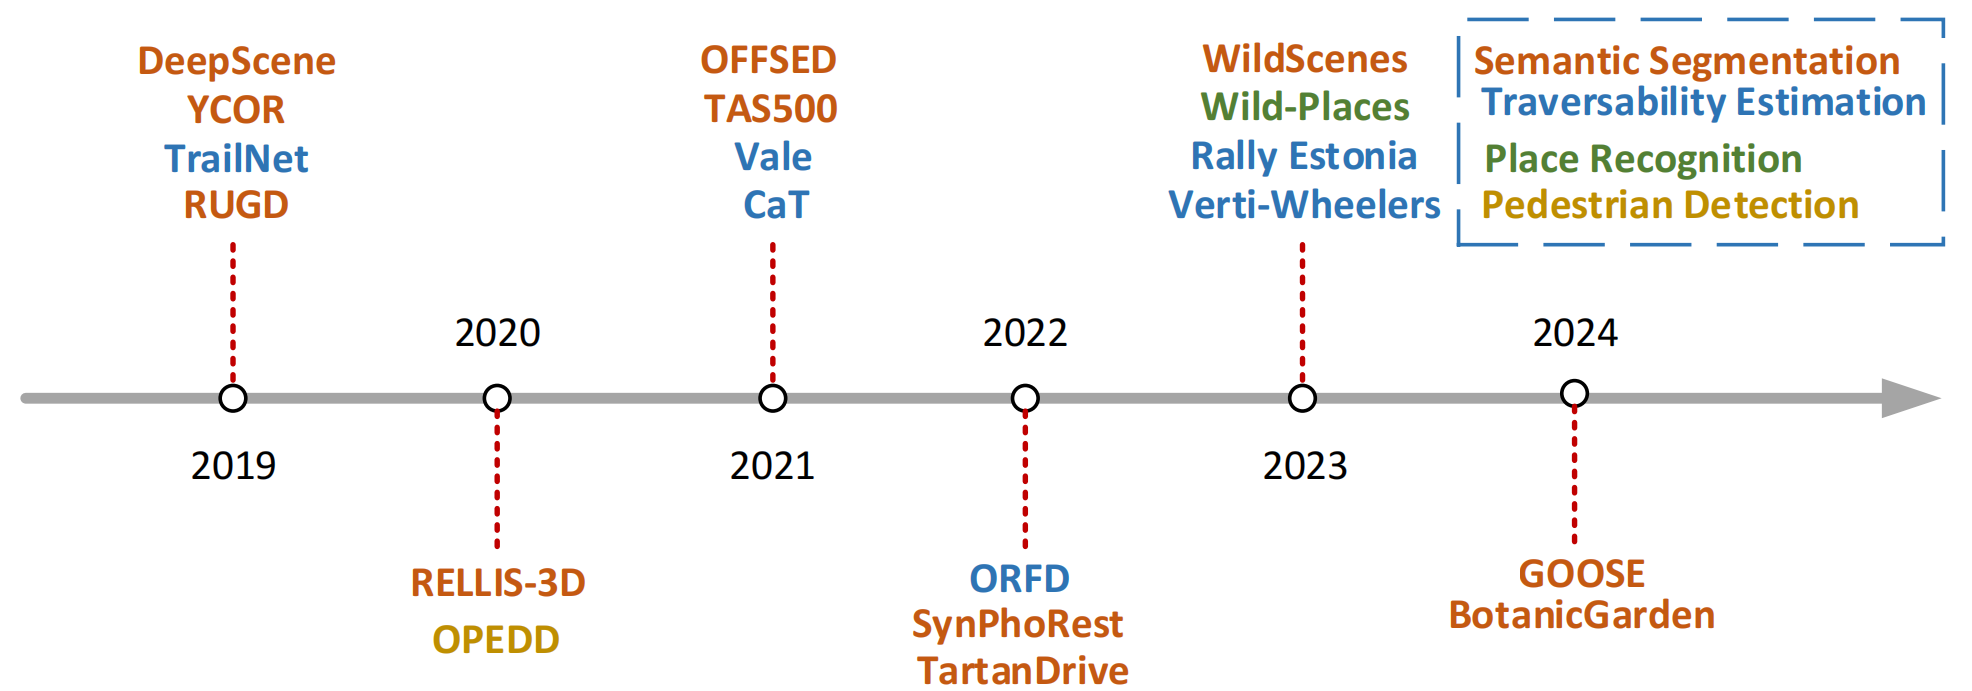 DeepScene
YCOR
TrailNet
RUGD
OFFSED
TAS500
Vale
CaT
WildScenes
Wild-Places
Rally Estonia
Verti-Wheelers
Semantic Segmentation
Traversability Estimation
Place Recognition
Pedestrian Detection
2020
2022
2024
2019
2021
2023
RELLIS-3D
OPEDD
ORFD
SynPhoRest
TartanDrive
GOOSE
BotanicGarden